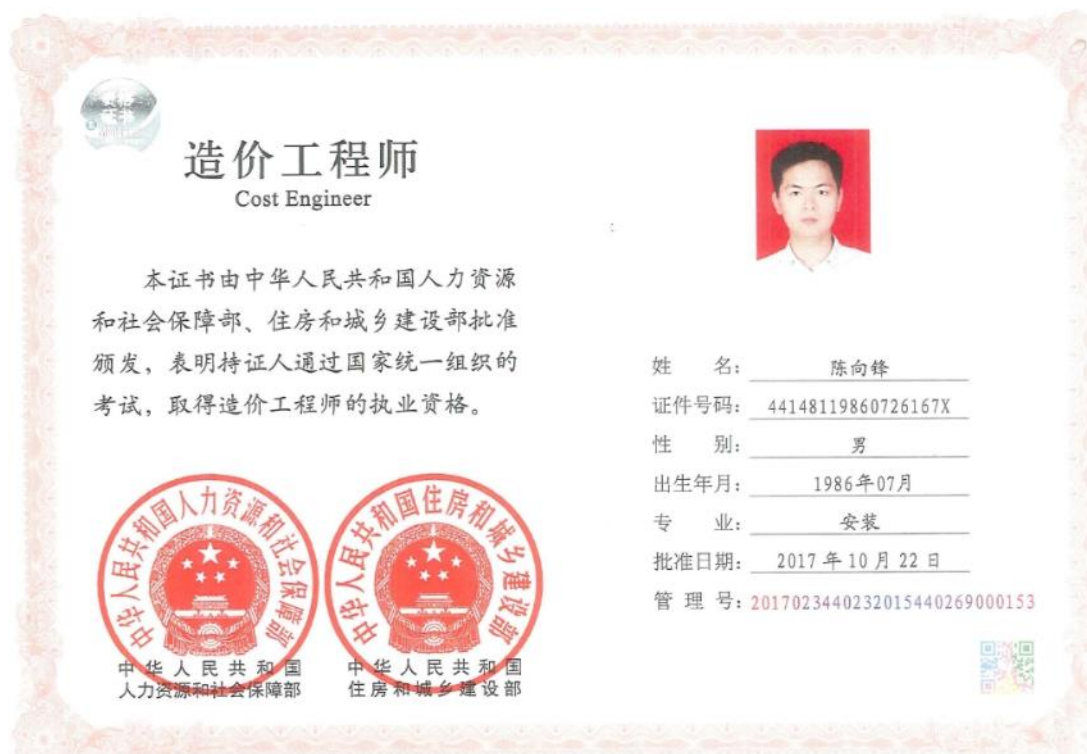 造价工程师
Cost Engineer
本证书由中华人民共和国人力资源
和社会保障部、住房和城乡建设部批准
颁发，表明持证人通过国家统一组织的
考试，取得造价工程师的执业资格。
中华人民共和国人力资源和社会保障部
中华人民共和国住房和城乡建设部
中华人民共和国
人力资源和社会保障部
中华人民共和国
住房和城乡建设部
姓 名： 陈向锋
证件号码： 44148119860726167X
性 别： 男
出生年月： 1986年07月
专 业： 安装
批准日期： 2017年10月22日
管 理 号： 2017023440232015440269000153